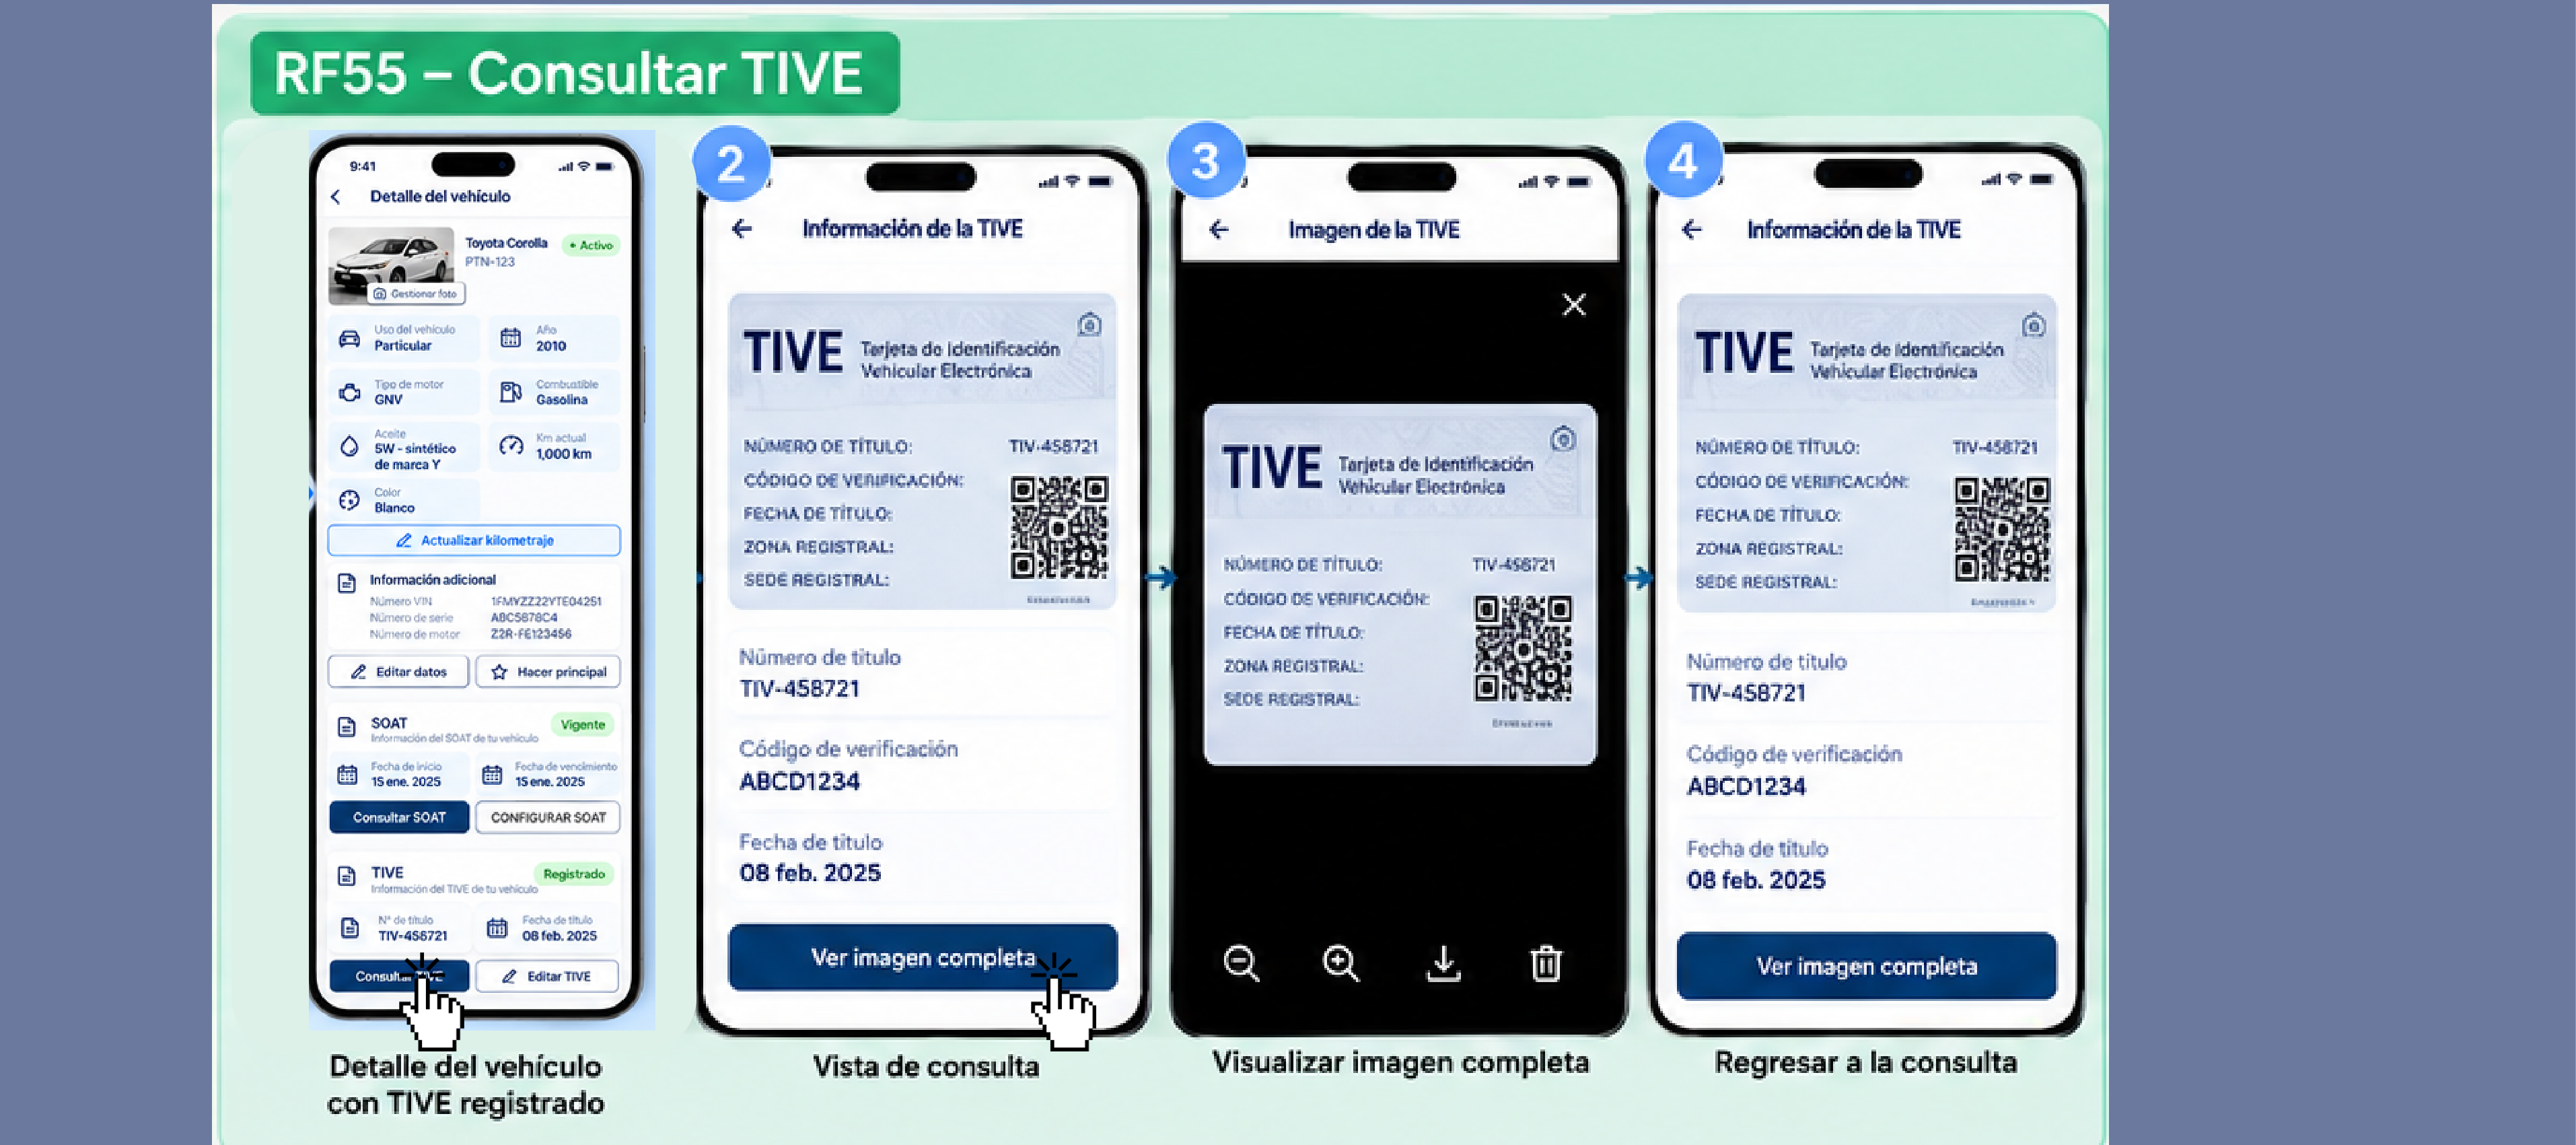 RF55 – Consultar TIVE
9:41
Detalle del vehículo
Toyota Corolla
• Activo
PTN-123
Gestionar foto
Uso del vehículo
Particular
Año
2010
Tipo de motor
GNV
Combustible
Gasolina
Aceite
5W - sintético
de marca Y
Km actual
1,000 km
Color
Blanco
Actualizar kilometraje
Información adicional
Número VIN 1FMYZZ22YTE04251
Número de serie ABC5878C4
Número de motor Z2R-FE123456
Editar datos
Hacer principal
SOAT
Vigente
Información del SOAT de tu vehículo
Fecha de inicio
15 ene. 2025
Fecha de vencimiento
15 ene. 2025
Consultar SOAT
CONFIGURAR SOAT
TIVE
Registrado
Información del TIVE de tu vehículo
N° de título
TIV-458721
Fecha de título
08 feb. 2025
Consultar
Editar TIVE
Detalle del vehículo
con TIVE registrado
2
Información de la TIVE
TIVE
Tarjeta de Identificación
Vehicular Electrónica
NÚMERO DE TÍTULO: TIV-458721
CÓDIGO DE VERIFICACIÓN:
FECHA DE TÍTULO:
ZONA REGISTRAL:
SEDE REGISTRAL:
Número de titulo
TIV-458721
Código de verificación
ABCD1234
Fecha de titulo
08 feb. 2025
Ver imagen completa
Vista de consulta
3
Imagen de la TIVE
TIVE
Tarjeta de Identificación
Vehicular Electrónica
NÚMERO DE TÍTULO: TIV-458721
CÓDIGO DE VERIFICACIÓN:
FECHA DE TÍTULO:
ZONA REGISTRAL:
SEDE REGISTRAL:
Visualizar imagen completa
4
Información de la TIVE
TIVE
Tarjeta de Identificación
Vehicular Electrónica
NÚMERO DE TÍTULO: TIV-458721
CÓDIGO DE VERIFICACIÓN:
FECHA DE TÍTULO:
ZONA REGISTRAL:
SEDE REGISTRAL:
Número de titulo
TIV-458721
Código de verificación
ABCD1234
Fecha de titulo
08 feb. 2025
Ver imagen completa
Regresar a la consulta